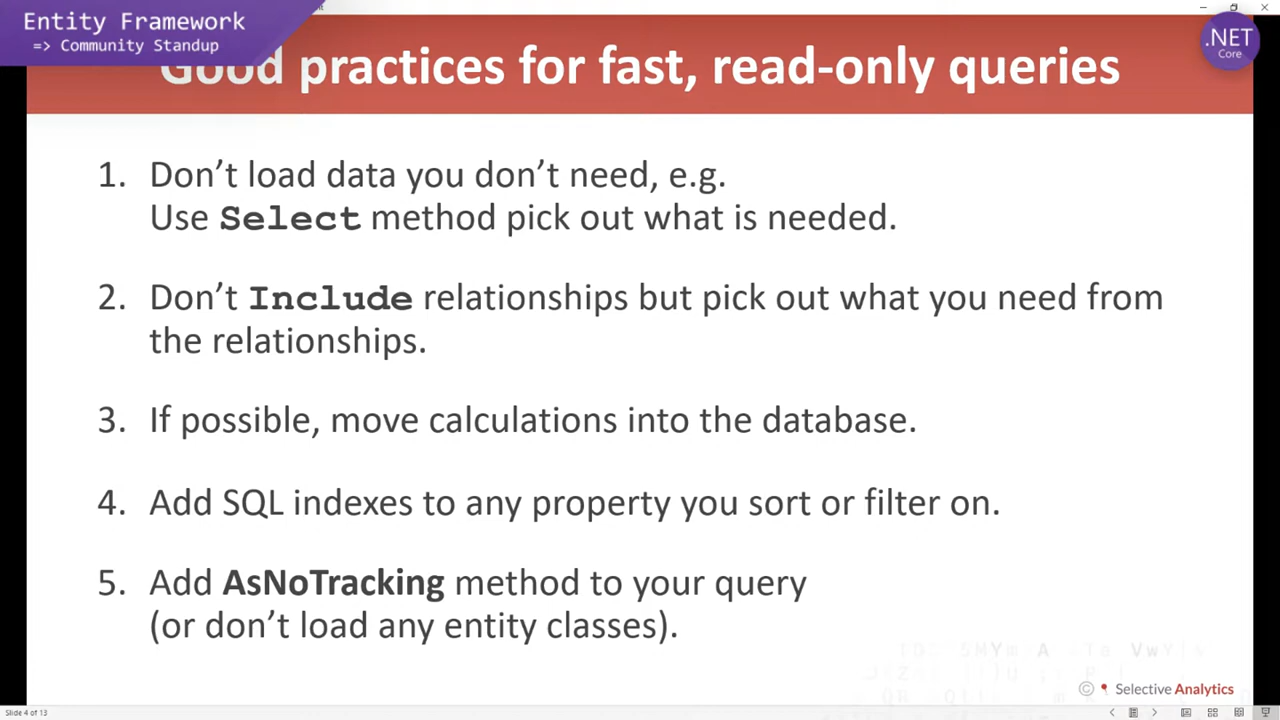 Entity Framework
=> Community Standup
.NET
Core
Good practices for fast, read-only queries
1. Don’t load data you don’t need, e.g.
Use Select method pick out what is needed.
2. Don’t Include relationships but pick out what you need from
the relationships.
3. If possible, move calculations into the database.
4. Add SQL indexes to any property you sort or filter on.
5. Add AsNoTracking method to your query
(or don’t load any entity classes).
© Selective Analytics
Slide 4 of 13